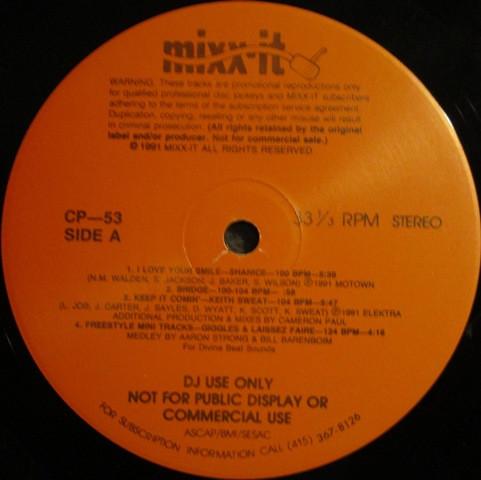 mixx-it
WARNING. These tracks are promotional reproductions only
for qualified professional disc jockeys and MIXX-IT subscribers
adhering to the terms of the subscription service agreement.
Duplication, copying, reselling or any other misuse will result
in criminal prosecution. (All rights retained by the original
label and/or producer. Not for commercial sale.)
© 1991 MIXX-IT ALL RIGHTS RESERVED.
CP—53
SIDE A
33 1/3 RPM STEREO
1. I LOVE YOUR SMILE—SHANICE—100 BPM—5:39
(N.M. WALDEN, S. JACKSON, J. BAKER, S. WILSON) ℗1991 MOTOWN
2. BRIDGE—100-104 BPM— :58
3. KEEP IT COMIN'—KEITH SWEAT—104 BPM—5:47
(L. JOB, J. CARTER, J. SAYLES, D. WYATT, K. SCOTT, K. SWEAT) ℗1991 ELEKTRA
ADDITIONAL PRODUCTION & MIXES BY CAMERON PAUL
4. FREESTYLE MINI TRACKS—GIGGLES & LAISSEZ FAIRE—124 BPM—4:16
MEDLEY BY AARON STRONG & BILL BARENBOIM
For Divine Beat Sounds
DJ USE ONLY
NOT FOR PUBLIC DISPLAY OR
COMMERCIAL USE
ASCAP/BMI/SESAC
FOR SUBSCRIPTION INFORMATION CALL (415) 367-8126